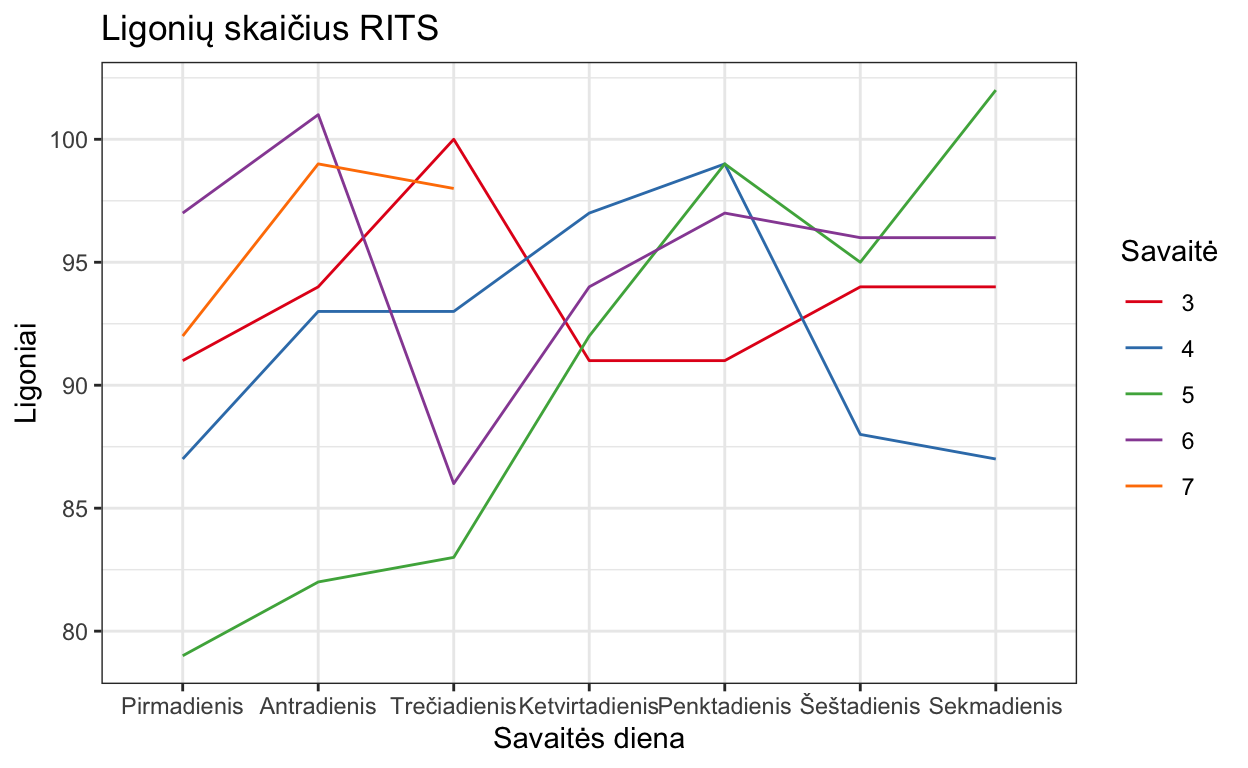 Ligonių skaičius RITS
100
95
90
85
80
Ligoniai
Pirmadienis Antradienis Trečiadienis Ketvirtadienis Penktadienis Šeštadienis Sekmadienis
Savaitės diena
Savaitė
3
4
5
6
7